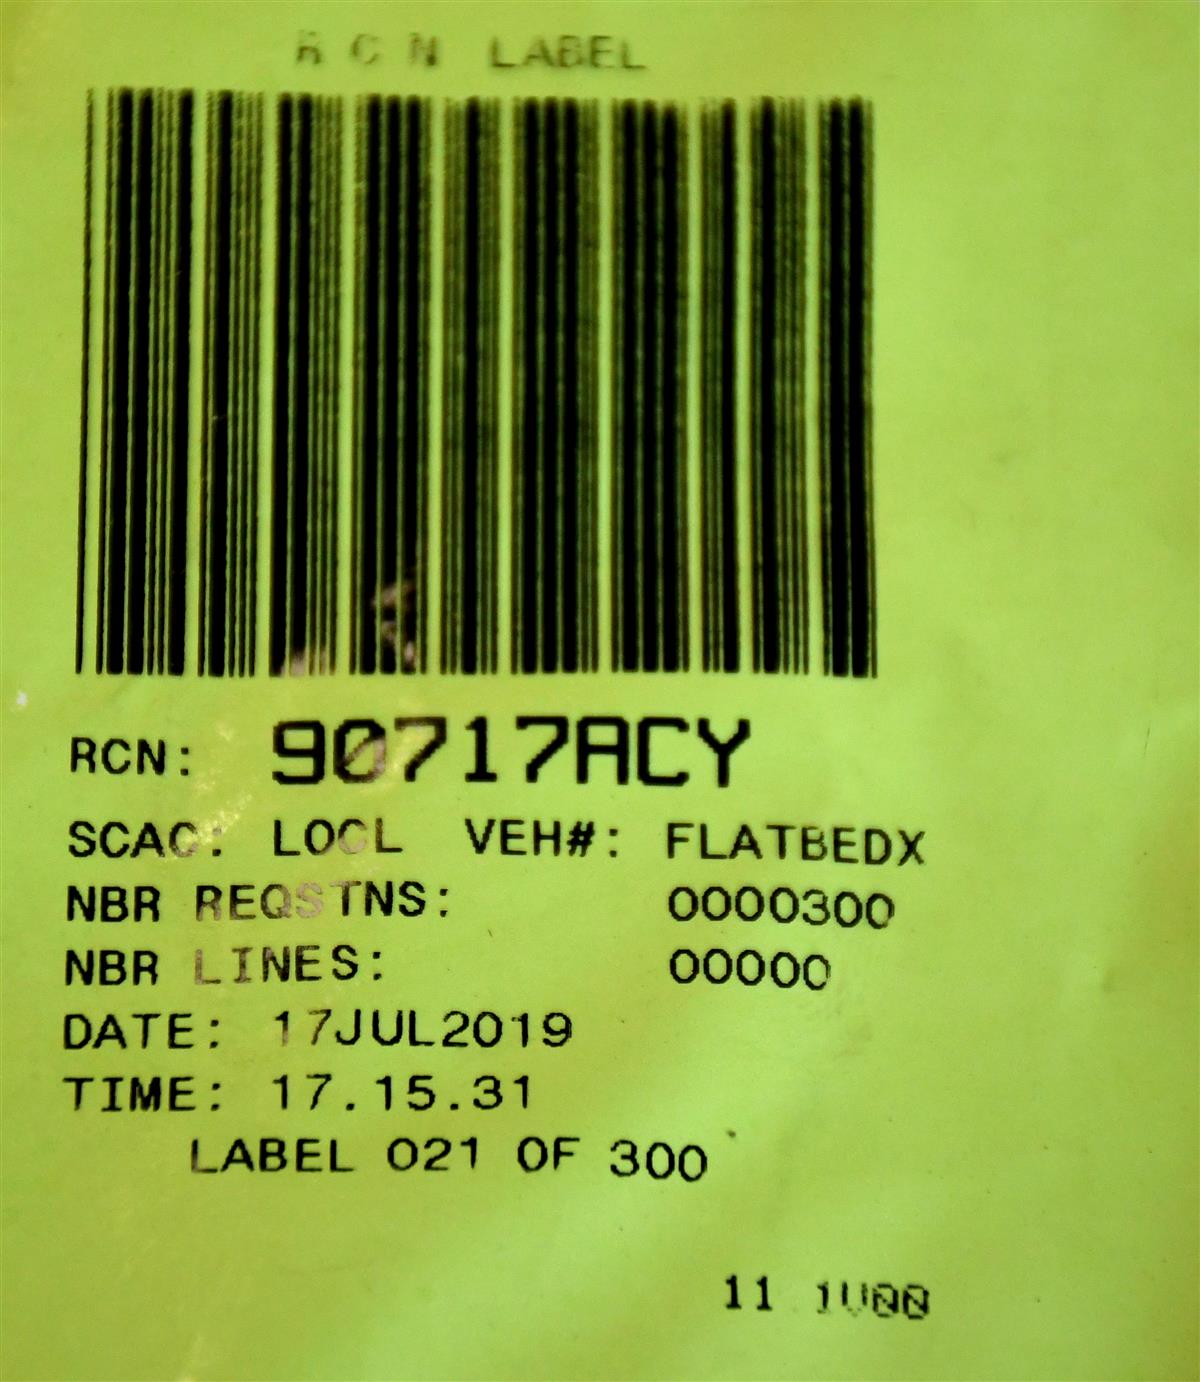 RCN LABEL
RCN: 90717ACY
SCAC: LOCL VEH#: FLATBEDX
NBR REQSTNS: 0000300
NBR LINES: 00000
DATE: 17JUL2019
TIME: 17.15.31
LABEL 021 OF 300
11